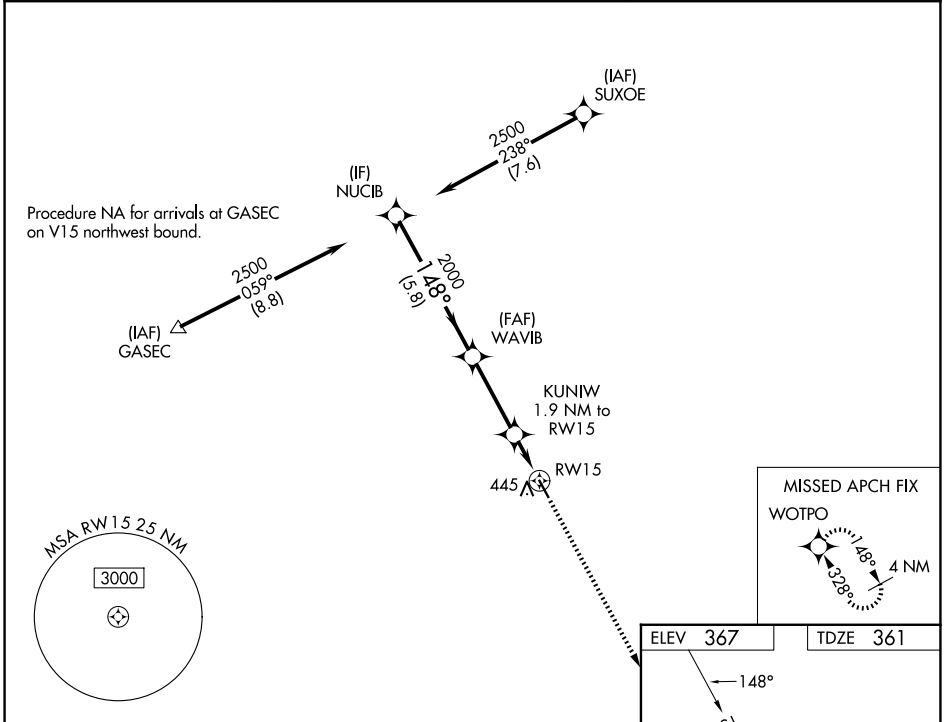 (IAF)
SUXOE
2500
238°
(7.6)
(IF)
NUCIB
Procedure NA for arrivals at GASEC
on V15 northwest bound.
2500
059°
(8.8)
(IAF)
GASEC
2000
148°
(5.8)
(FAF)
WAVIB
KUNIW
1.9 NM to
RW15
RW15
445
MISSED APCH FIX
WOTPO
148°
328°
4 NM
MSA RW15 25 NM
3000
ELEV 367
TDZE 361
148°